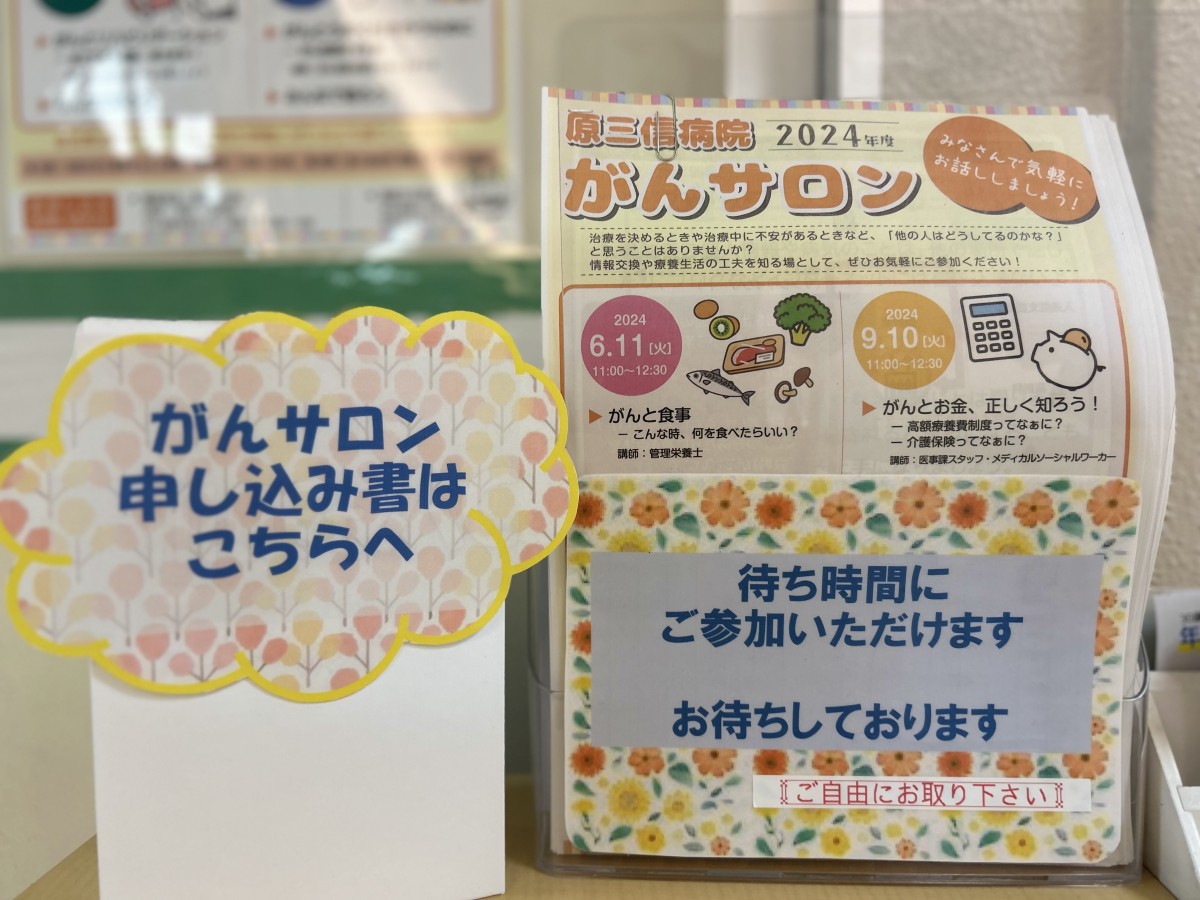 がんサロン
申し込み書は
こちらへ
原三信病院 2024年度
がんサロン
みなさんで気軽に
お話ししましょう！
治療を決めるときや治療中に不安があるときなど、「他の人はどうしてるのかな？」
と思うことはありませんか？
情報交換や療養生活の工夫を知る場として、ぜひお気軽にご参加ください！
2024
6.11［火］
11:00～12:30
▶ がんと食事
― こんな時、何を食べたらいい？
講師：管理栄養士
2024
9.10［火］
11:00～12:30
▶ がんとお金、正しく知ろう！
― 高額療養費制度ってなぁに？
― 介護保険ってなぁに？
講師：医事課スタッフ・メディカルソーシャルワーカー
待ち時間に
ご参加いただけます
お待ちしております
ご自由にお取り下さい